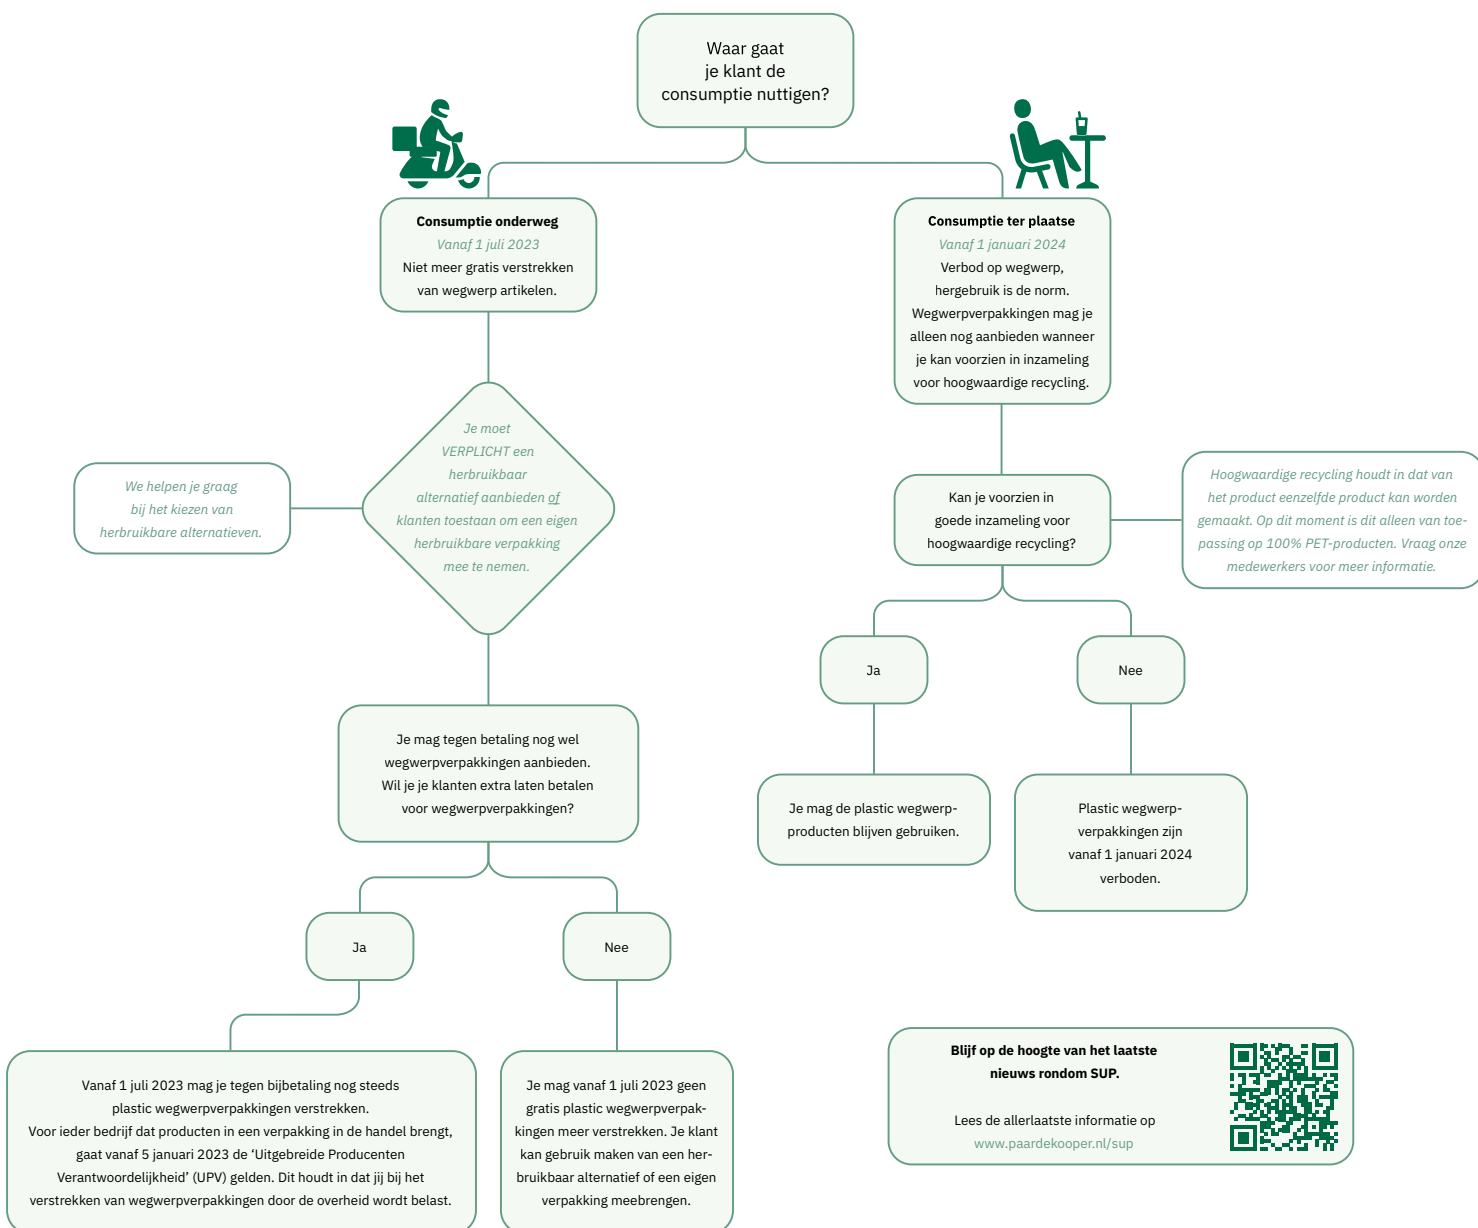 Waar gaat
je klant de
consumptie nuttigen?
Consumptie onderweg
Vanaf 1 juli 2023
Niet meer gratis verstrekken
van wegwerp artikelen.
Je moet
VERPLICHT een
herbruikbaar
alternatief aanbieden of
klanten toestaan om een eigen
herbruikbare verpakking
mee te nemen.
We helpen je graag
bij het kiezen van
herbruikbare alternatieven.
Je mag tegen betaling nog wel
wegwerpverpakkingen aanbieden.
Wil je je klanten extra laten betalen
voor wegwerpverpakkingen?
Ja
Nee
Vanaf 1 juli 2023 mag je tegen bijbetaling nog steeds
plastic wegwerpverpakkingen verstrekken.
Voor ieder bedrijf dat producten in een verpakking in de handel brengt,
gaat vanaf 5 januari 2023 de ‘Uitgebreide Producenten
Verantwoordelijkheid’ (UPV) gelden. Dit houdt in dat jij bij het
verstrekken van wegwerpverpakkingen door de overheid wordt belast.
Je mag vanaf 1 juli 2023 geen
gratis plastic wegwerpverpak-
kingen meer verstrekken. Je klant
kan gebruik maken van een her-
bruikbaar alternatief of een eigen
verpakking meebrengen.
Consumptie ter plaatse
Vanaf 1 januari 2024
Verbod op wegwerp,
hergebruik is de norm.
Wegwerpverpakkingen mag je
alleen nog aanbieden wanneer
je kan voorzien in inzameling
voor hoogwaardige recycling.
Kan je voorzien in
goede inzameling voor
hoogwaardige recycling?
Hoogwaardige recycling houdt in dat van
het product eenzelfde product kan worden
gemaakt. Op dit moment is dit alleen van toe-
passing op 100% PET-producten. Vraag onze
medewerkers voor meer informatie.
Ja
Nee
Je mag de plastic wegwerp-
producten blijven gebruiken.
Plastic wegwerp-
verpakkingen zijn
vanaf 1 januari 2024
verboden.
Blijf op de hoogte van het laatste
nieuws rondom SUP.
Lees de allerlaatste informatie op
www.paardekooper.nl/sup